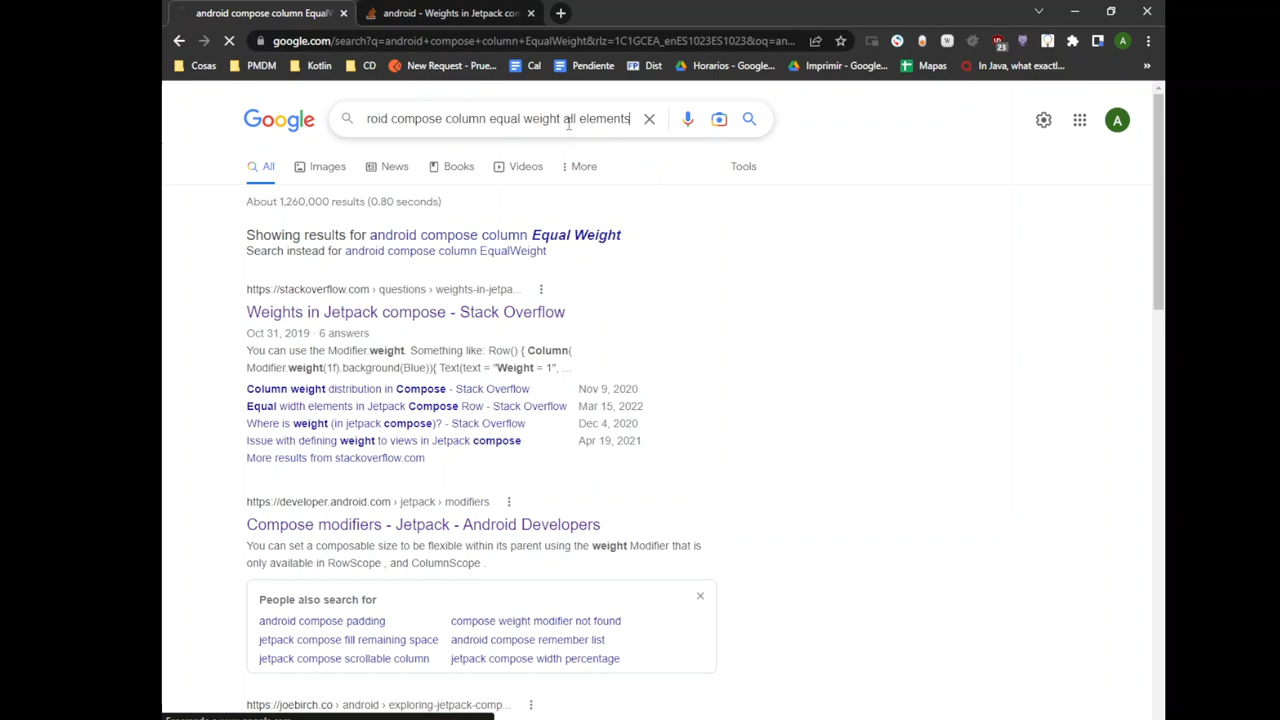 android compose column EqualW
android - Weights in Jetpack con
google.com/search?q=android+compose+column+EqualWeight&rlz=1C1GCEA_enES1023ES1023&oq=an...
23
A
Cosas
PMDM
Kotlin
CD
New Request - Prue...
Cal
Pendiente
FP Dist
Horarios - Google...
Imprimir - Google...
Mapas
In Java, what exactl...
»
Google
roid compose column equal weight all elements
A
All
Images
News
Books
Videos
More
Tools
About 1,260,000 results (0.80 seconds)
Showing results for android compose column Equal Weight
Search instead for android compose column EqualWeight
https://stackoverflow.com › questions › weights-in-jetpa...
Weights in Jetpack compose - Stack Overflow
Oct 31, 2019 · 6 answers
You can use the Modifier.weight. Something like: Row() { Column(
Modifier.weight(1f).background(Blue)){ Text(text = "Weight = 1", ...
Column weight distribution in Compose - Stack Overflow Nov 9, 2020
Equal width elements in Jetpack Compose Row - Stack Overflow Mar 15, 2022
Where is weight (in jetpack compose)? - Stack Overflow Dec 4, 2020
Issue with defining weight to views in Jetpack compose Apr 19, 2021
More results from stackoverflow.com
https://developer.android.com › jetpack › modifiers
Compose modifiers - Jetpack - Android Developers
You can set a composable size to be flexible within its parent using the weight Modifier that is
only available in RowScope , and ColumnScope .
People also search for
android compose padding compose weight modifier not found
jetpack compose fill remaining space android compose remember list
jetpack compose scrollable column jetpack compose width percentage
https://joebirch.co › android › exploring-jetpack-comp...